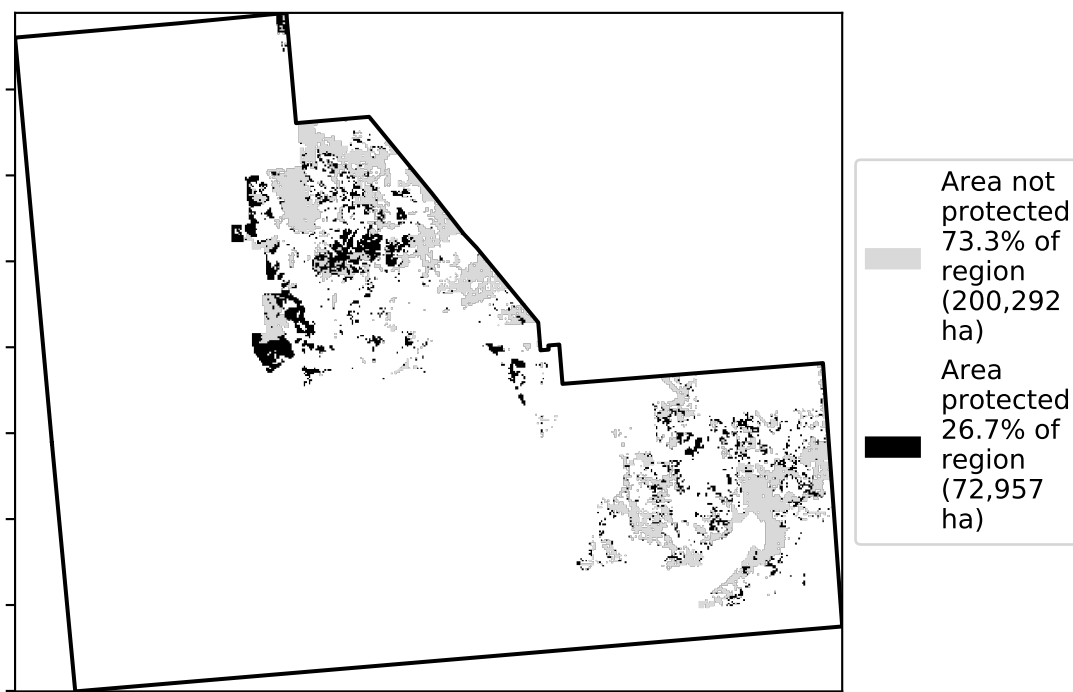 Area not
protected
73.3% of
region
(200,292
ha)
Area
protected
26.7% of
region
(72,957
ha)